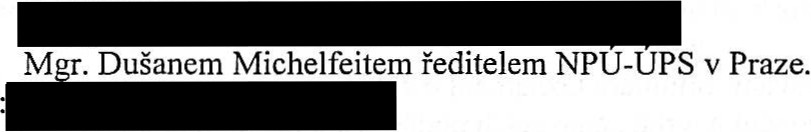 Mgr. Dušanem Michelfeitem ředitelem NPÚ-ÚPS v Praze.
: